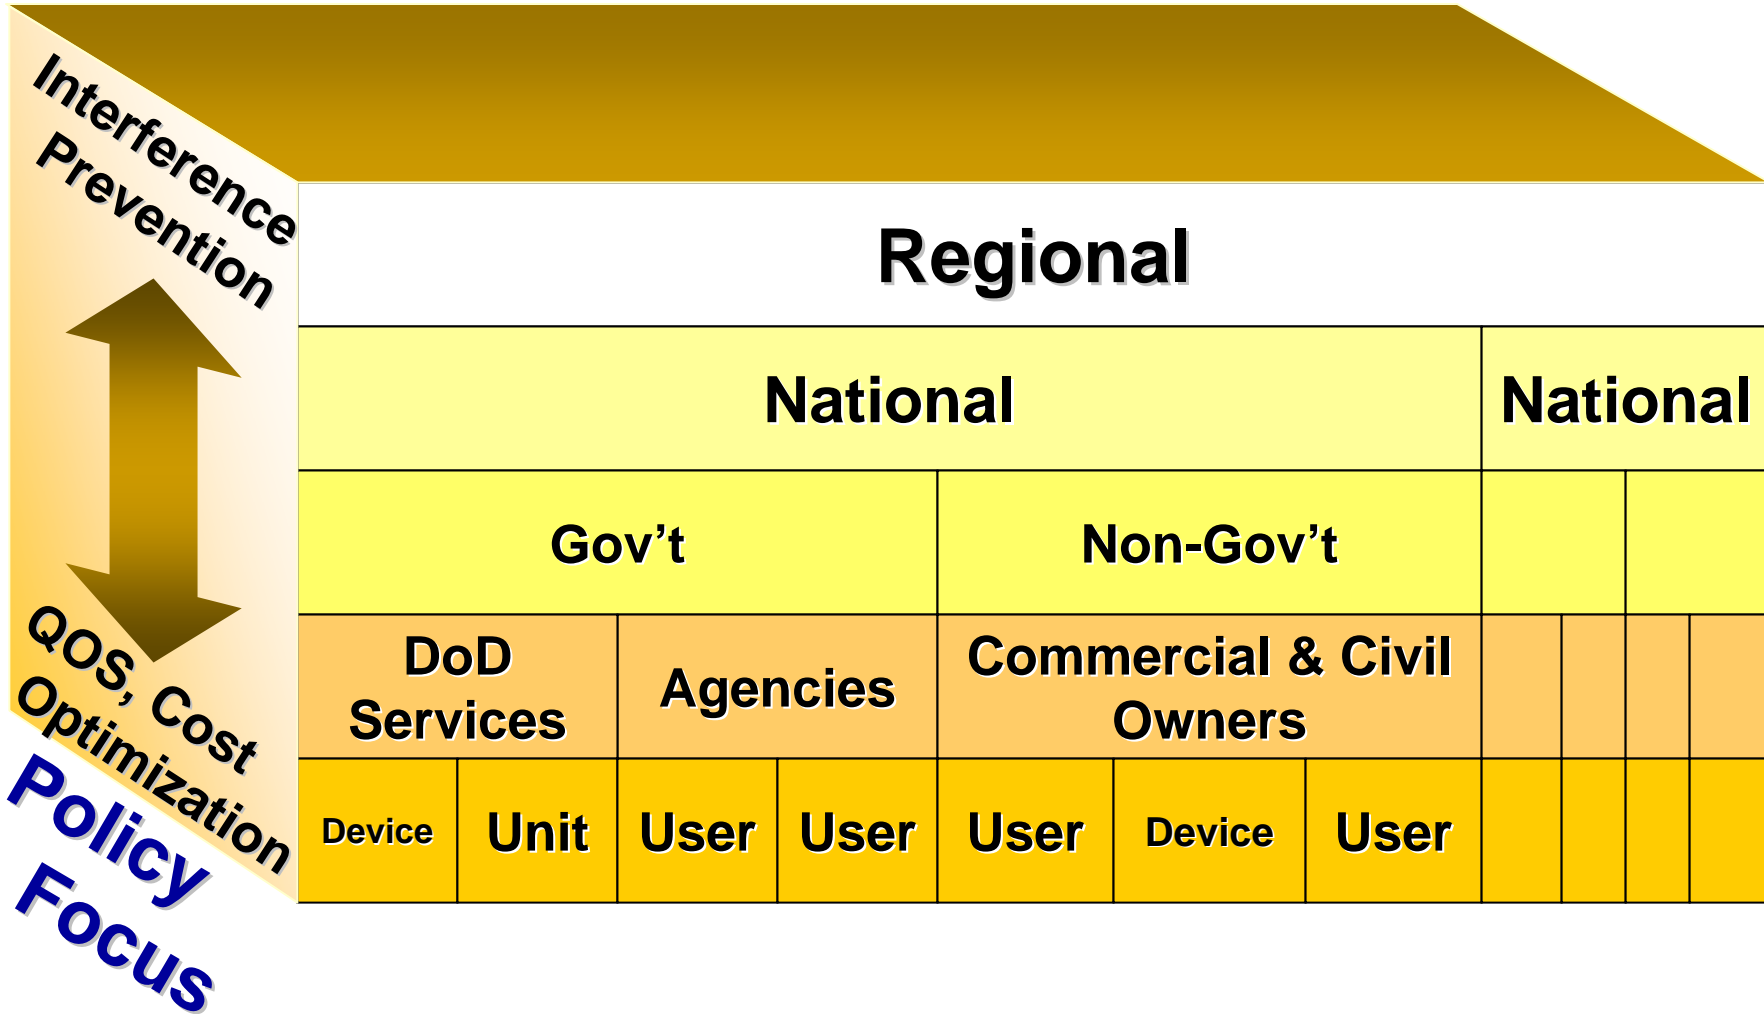 Interference
Prevention
QOS, Cost
Optimization
Policy
Focus
Regional
National
National
Gov’t
Non-Gov’t
DoD
Services
Agencies
Commercial & Civil
Owners
Device
Unit
User
User
User
Device
User